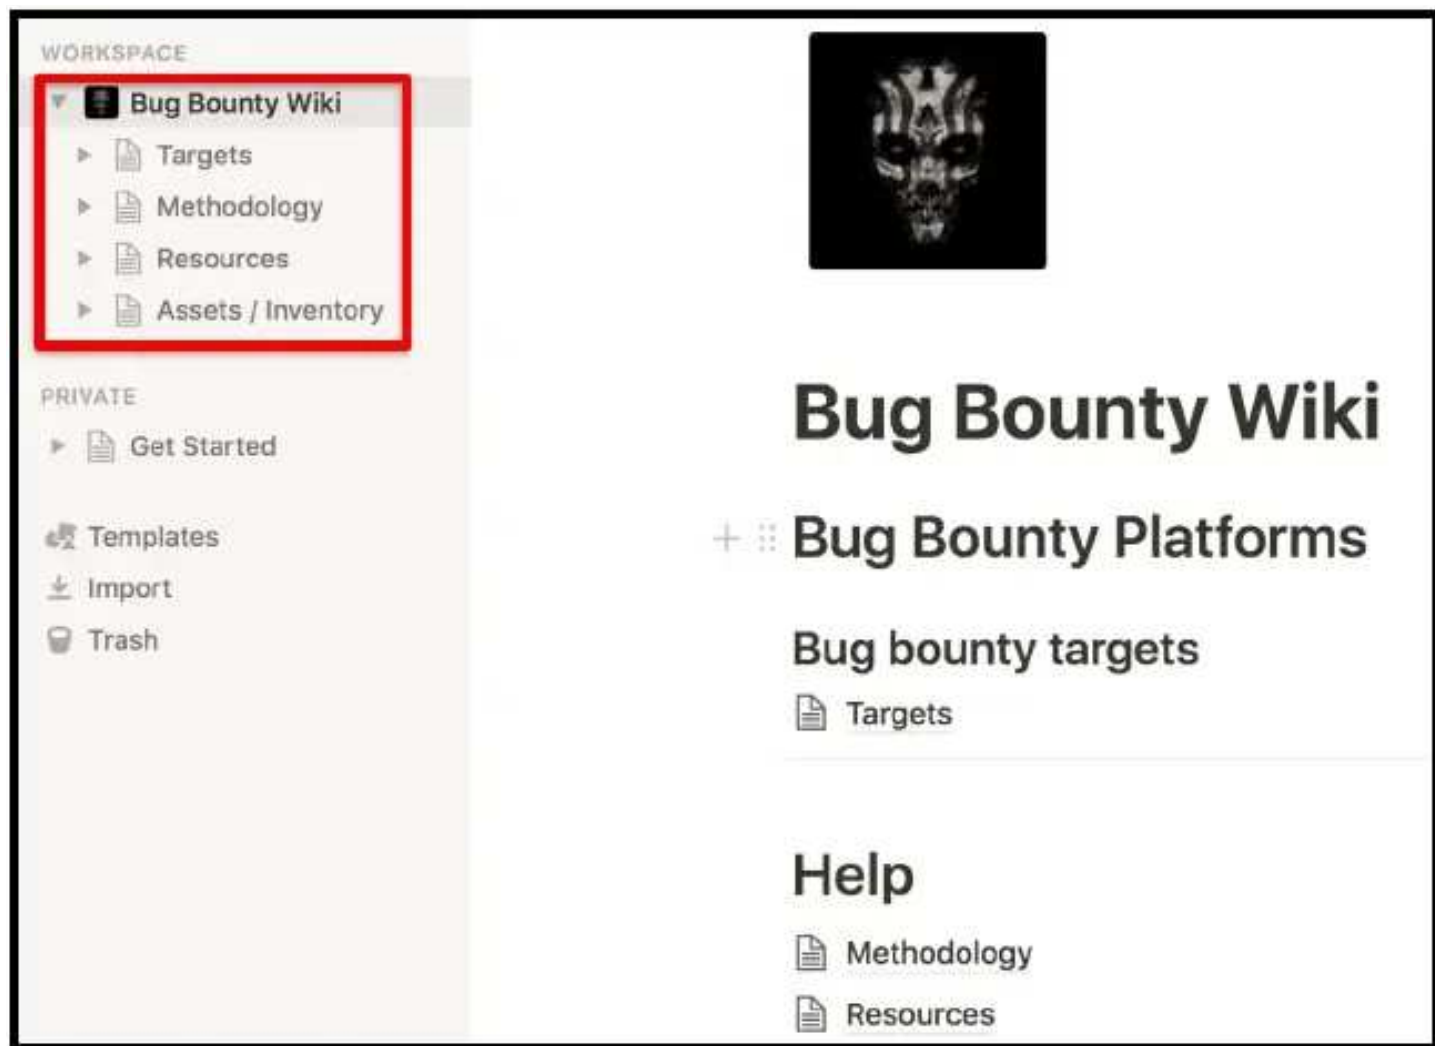 WORKSPACE
Bug Bounty Wiki
Targets
Methodology
Resources
Assets / Inventory
PRIVATE
Get Started
Templates
Import
Trash
Bug Bounty Wiki
Bug Bounty Platforms
Bug bounty targets
Targets
Help
Methodology
Resources